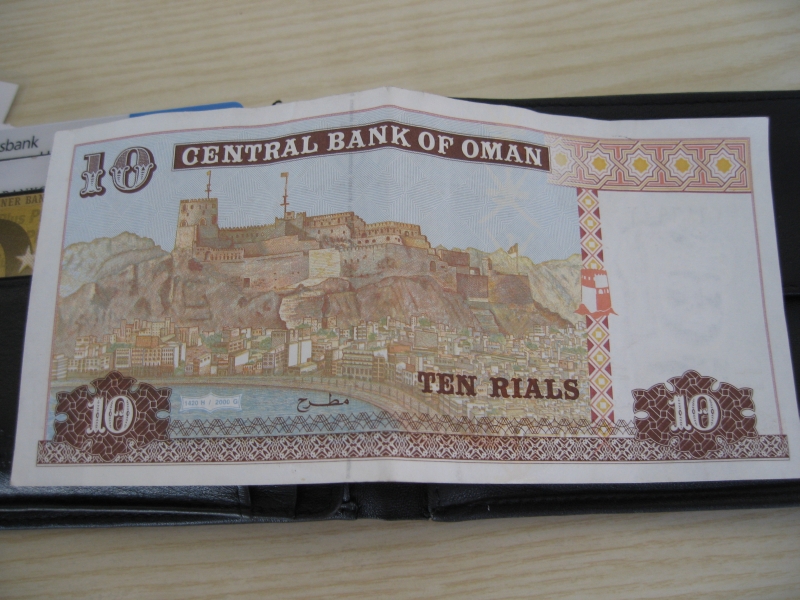 sbank
10
CENTRAL BANK OF OMAN
TEN RIALS
10
مطرح
10